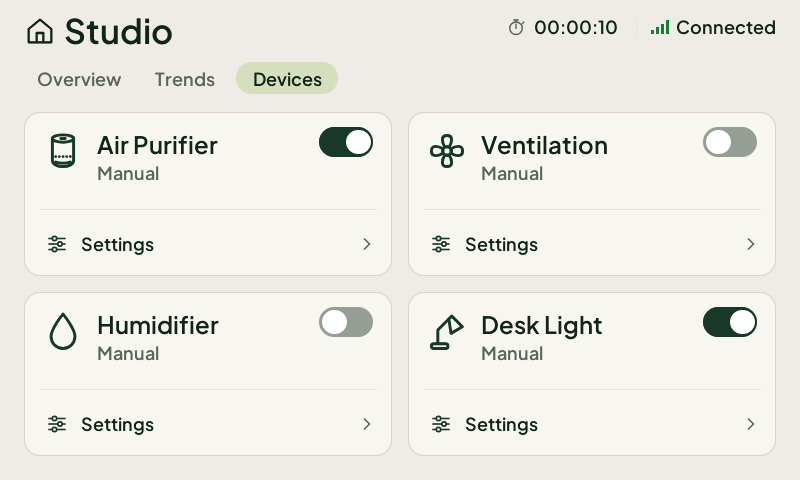 Studio
00:00:10
Connected
Overview
Trends
Devices
Air Purifier
Manual
Settings
Ventilation
Manual
Settings
Humidifier
Manual
Settings
Desk Light
Manual
Settings